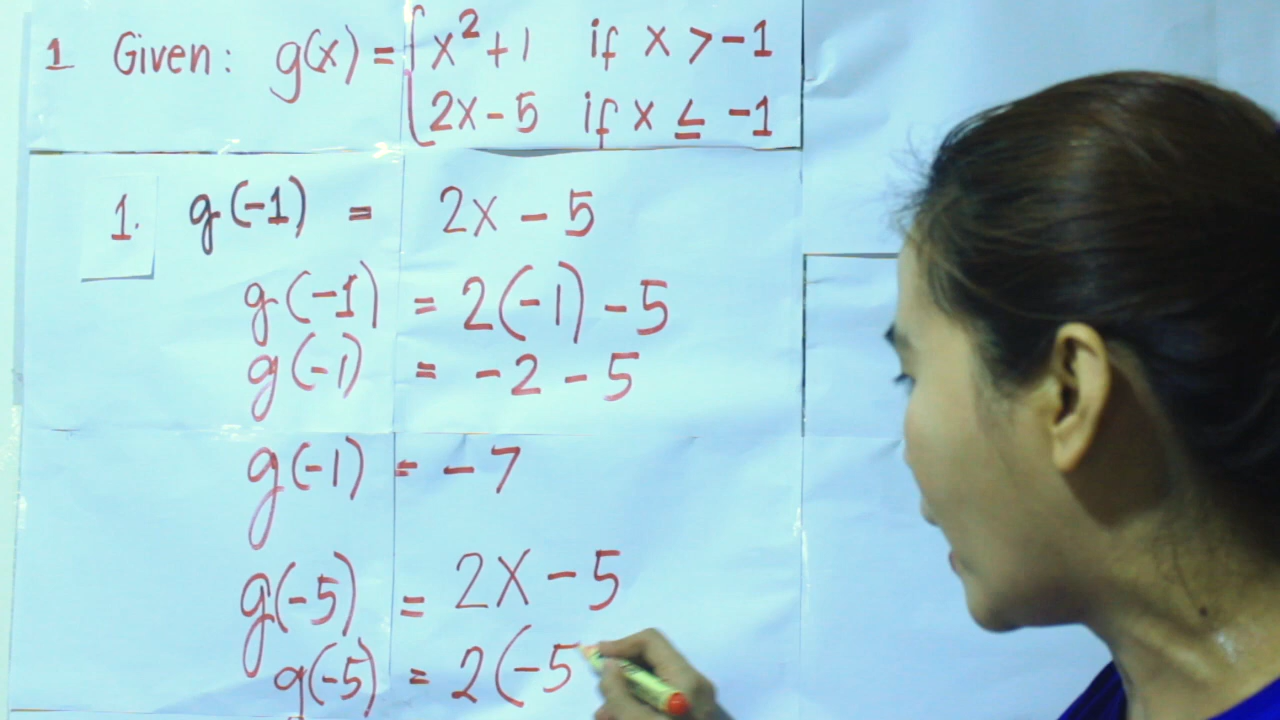 1 Given: g(x) = { x²+1 if x > -1
2x - 5 if x ≤ -1
1. g(-1) = 2x - 5
g(-1) = 2(-1) - 5
g(-1) = -2 - 5
g(-1) = -7
g(-5) = 2x - 5
g(-5) = 2(-5